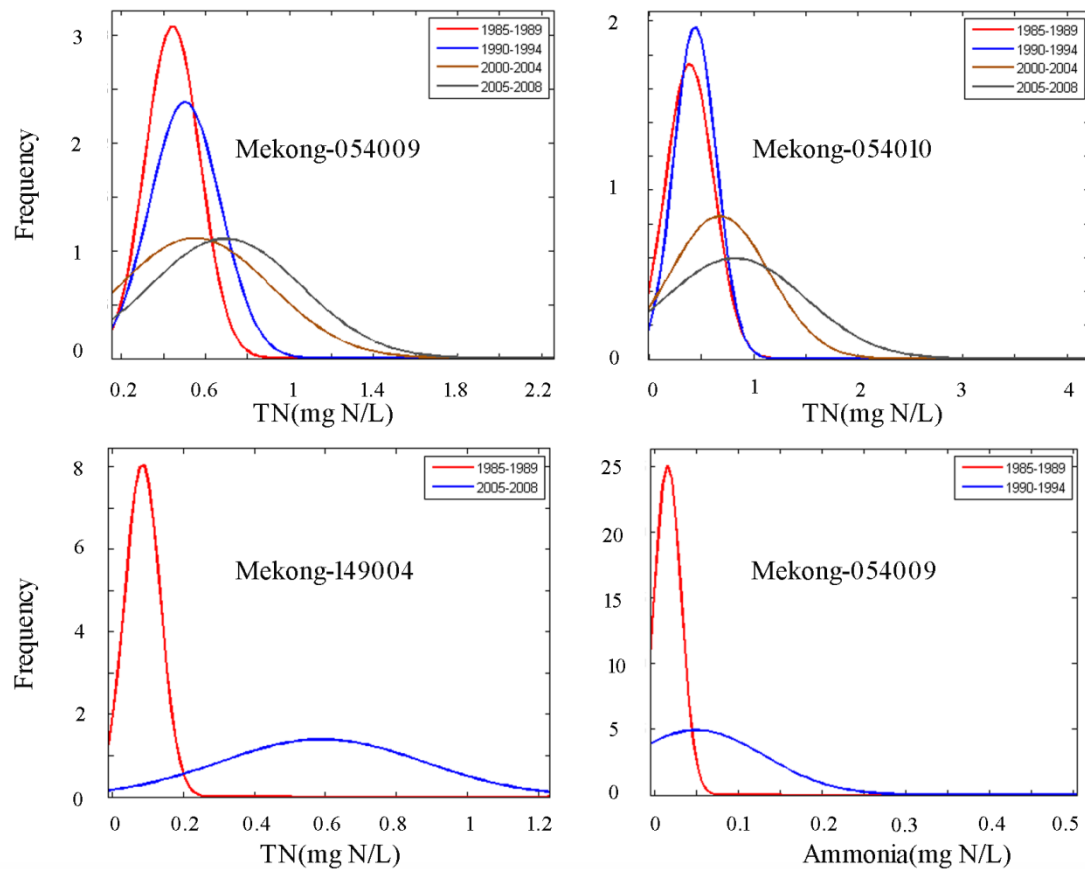 3
2
1
0
Frequency
1985-1989
1990-1994
2000-2004
2005-2008
Mekong-054009
0.2 0.6 1 1.4 1.8 2.2
TN(mg N/L)
2
1
0
1985-1989
1990-1994
2000-2004
2005-2008
Mekong-054010
0 1 2 3 4
TN(mg N/L)
8
6
4
2
0
Frequency
1985-1989
2005-2008
Mekong-149004
0 0.2 0.4 0.6 0.8 1 1.2
TN(mg N/L)
25
20
15
10
5
0
1985-1989
1990-1994
Mekong-054009
0 0.1 0.2 0.3 0.4 0.5
Ammonia(mg N/L)